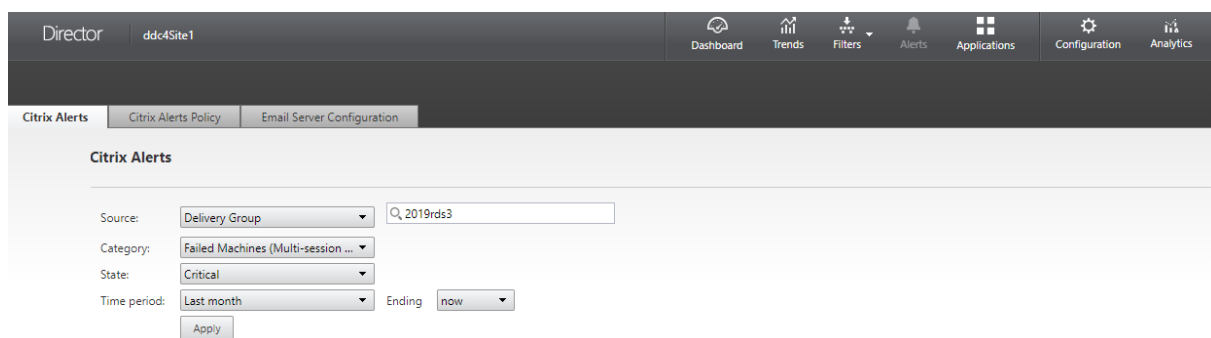 Director ddc4Site1
Dashboard Trends Filters Alerts Applications Configuration Analytics
Citrix Alerts Citrix Alerts Policy Email Server Configuration
Citrix Alerts
Source: Delivery Group 2019rds3
Category: Failed Machines (Multi-session ...
State: Critical
Time period: Last month Ending now
Apply